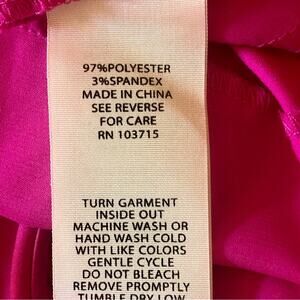 97%POLYESTER
3%SPANDEX
MADE IN CHINA
SEE REVERSE
FOR CARE
RN 103715
TURN GARMENT
INSIDE OUT
MACHINE WASH OR
HAND WASH COLD
WITH LIKE COLORS
GENTLE CYCLE
DO NOT BLEACH
REMOVE PROMPTLY
TUMBLE DRY LOW